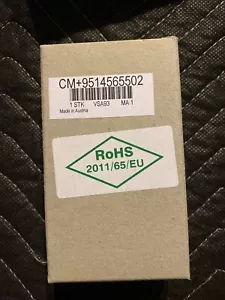 CM+9514565502
1 STK VSA93 MA 1
Made in Austria
RoHS
2011/65/EU